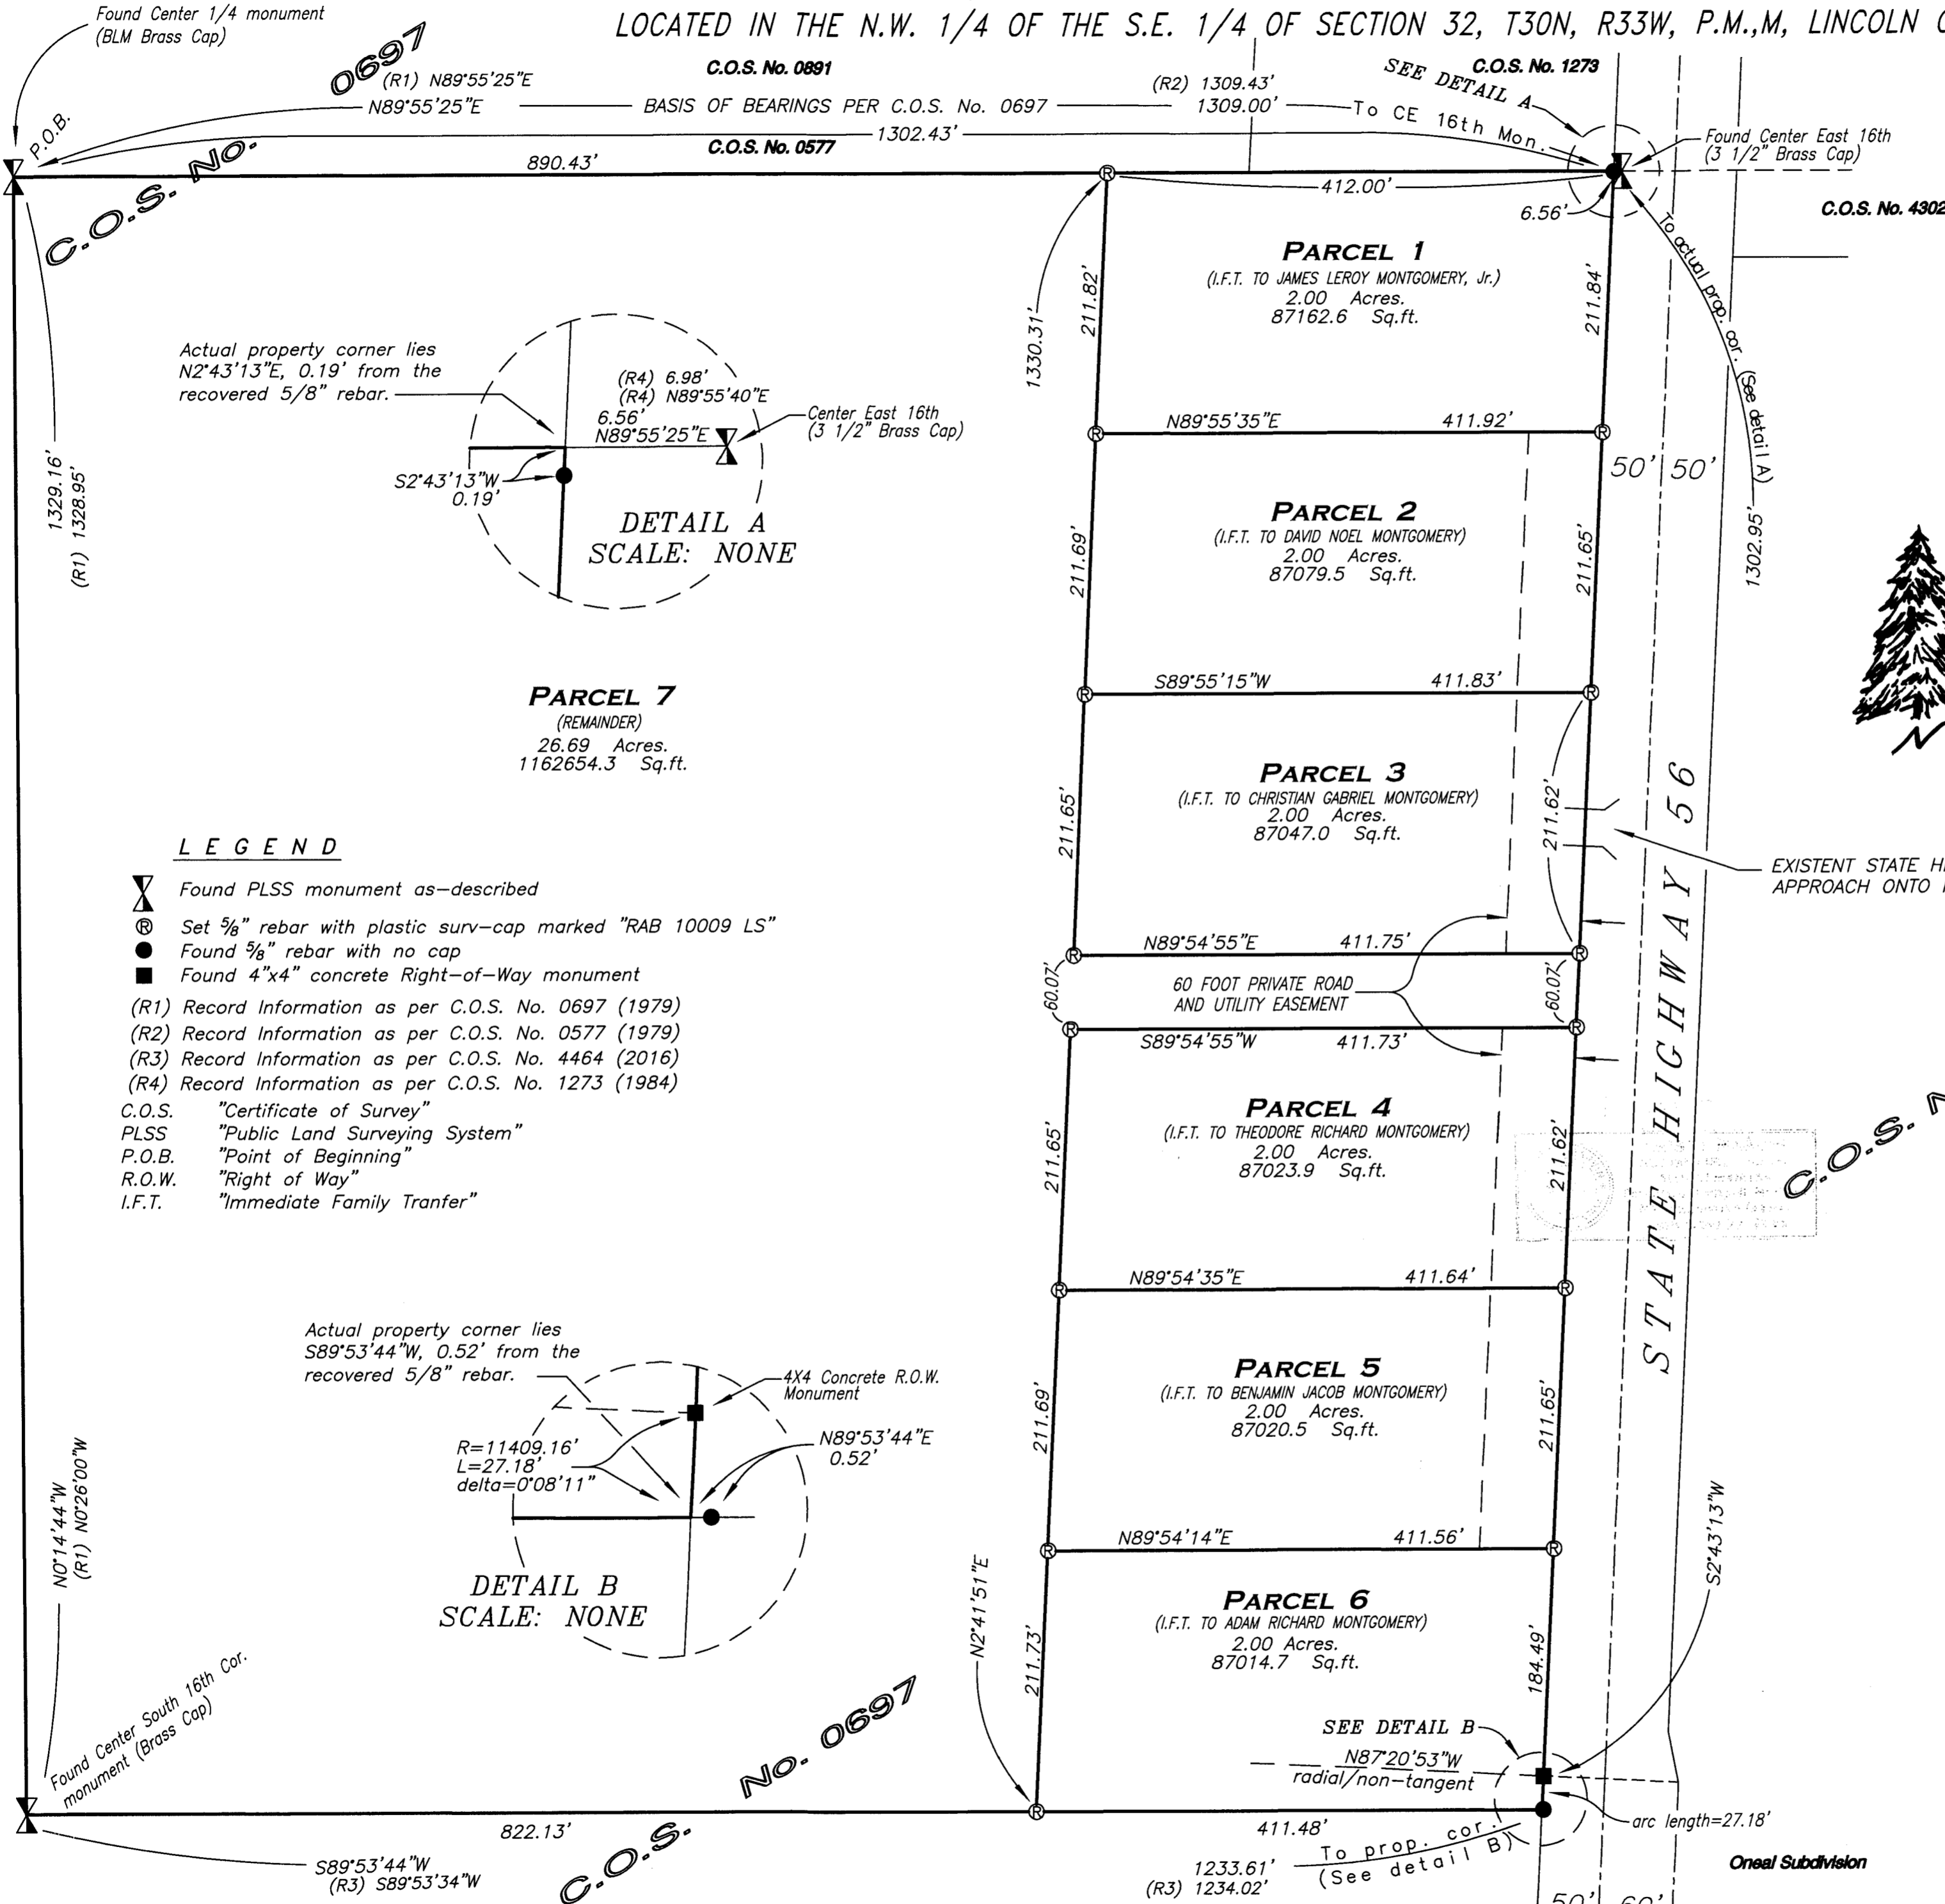 LOCATED IN THE N.W. 1/4 OF THE S.E. 1/4 OF SECTION 32, T30N, R33W, P.M.,M, LINCOLN
Found Center 1/4 monument
(BLM Brass Cap)
C.O.S. No.
0697
(R1) N89°55'25"E
N89°55'25"E
C.O.S. No. 0891
BASIS OF BEARINGS PER C.O.S. No. 0697
(R2) 1309.43'
1309.00'
To CE 16th Mon.
SEE DETAIL A
C.O.S. No. 1273
P.O.B.
1302.43'
C.O.S. No. 0577
890.43'
412.00'
6.56'
Found Center East 16th
(3 1/2" Brass Cap)
C.O.S. No. 4302
To actual prop. cor. (See detail A)
1302.95'
1329.16'
(R1) 1328.95'
1330.31'
211.82'
PARCEL 1
(I.F.T. TO JAMES LEROY MONTGOMERY, Jr.)
2.00 Acres.
87162.6 Sq.ft.
211.84'
Actual property corner lies
N2°43'13"E, 0.19' from the
recovered 5/8" rebar.
(R4) 6.98'
(R4) N89°55'40"E
6.56'
N89°55'25"E
Center East 16th
(3 1/2" Brass Cap)
S2°43'13"W
0.19'
DETAIL A
SCALE: NONE
N89°55'35"E
411.92'
50'
50'
211.69'
PARCEL 2
(I.F.T. TO DAVID NOEL MONTGOMERY)
2.00 Acres.
87079.5 Sq.ft.
211.65'
S89°55'15"W
411.83'
PARCEL 7
(REMAINDER)
26.69 Acres.
1162654.3 Sq.ft.
N
211.65'
PARCEL 3
(I.F.T. TO CHRISTIAN GABRIEL MONTGOMERY)
2.00 Acres.
87047.0 Sq.ft.
211.62'
STATE HIGHWAY 56
EXISTENT STATE
APPROACH ONTO
LEGEND
Found PLSS monument as-described
R Set 5/8" rebar with plastic surv-cap marked "RAB 10009 LS"
Found 5/8" rebar with no cap
Found 4"x4" concrete Right-of-Way monument
(R1) Record Information as per C.O.S. No. 0697 (1979)
(R2) Record Information as per C.O.S. No. 0577 (1979)
(R3) Record Information as per C.O.S. No. 4464 (2016)
(R4) Record Information as per C.O.S. No. 1273 (1984)
C.O.S. "Certificate of Survey"
PLSS "Public Land Surveying System"
P.O.B. "Point of Beginning"
R.O.W. "Right of Way"
I.F.T. "Immediate Family Tranfer"
N89°54'55"E
411.75'
60.07'
60 FOOT PRIVATE ROAD
AND UTILITY EASEMENT
60.07'
S89°54'55"W
411.73'
211.65'
PARCEL 4
(I.F.T. TO THEODORE RICHARD MONTGOMERY)
2.00 Acres.
87023.9 Sq.ft.
211.62'
C.O.S.
N89°54'35"E
411.64'
Actual property corner lies
S89°53'44"W, 0.52' from the
recovered 5/8" rebar.
4X4 Concrete R.O.W.
Monument
R=11409.16'
L=27.18'
delta=0°08'11"
N89°53'44"E
0.52'
DETAIL B
SCALE: NONE
211.69'
PARCEL 5
(I.F.T. TO BENJAMIN JACOB MONTGOMERY)
2.00 Acres.
87020.5 Sq.ft.
211.65'
N0°14'44"W
(R1) N0°26'00"W
N89°54'14"E
411.56'
S2°43'13"W
N2°41'51"E
211.73'
PARCEL 6
(I.F.T. TO ADAM RICHARD MONTGOMERY)
2.00 Acres.
87014.7 Sq.ft.
184.49'
Found Center South 16th Cor.
monument (Brass Cap)
SEE DETAIL B
N87°20'53"W
radial/non-tangent
C.O.S. No. 0697
arc length=27.18'
822.13'
411.48'
S89°53'44"W
(R3) S89°53'34"W
1233.61'
(R3) 1234.02'
To prop. cor.
(See detail B)
Oneal Subdivision
50'
60'